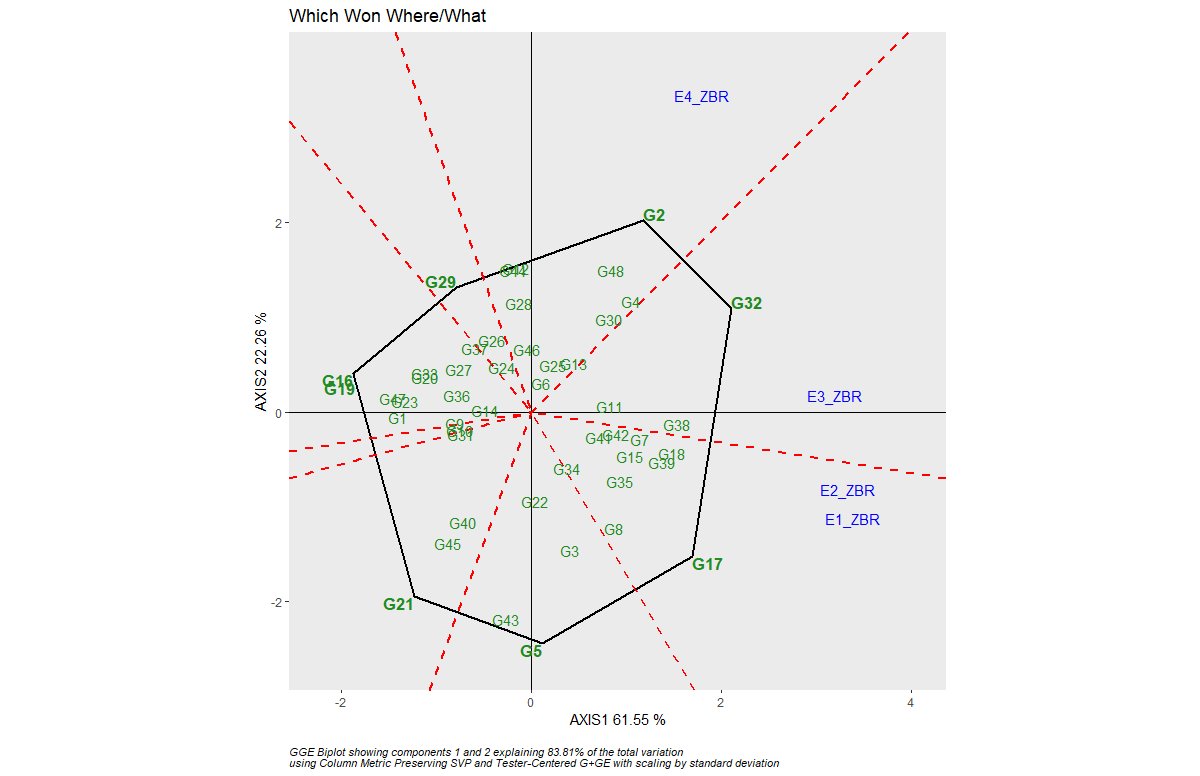 Which Won Where/What
E4_ZBR
G2
2
G12
G48
G29
G32
G28
G4
G30
G26
G37
G46
G13
G25
G24
G27
G16
G20
G19
G6
E3_ZBR
G36
G47
G23
G11
0
G14
G1
G9
G38
G31
G42
G41
G7
G18
G15
G39
G34
G35
E2_ZBR
G22
E1_ZBR
G40
G8
G45
G3
G17
-2
G21
G43
G5
-2
0
2
4
AXIS2 22.26 %
AXIS1 61.55 %
GGE Biplot showing components 1 and 2 explaining 83.81% of the total variation
using Column Metric Preserving SVP and Tester-Centered G+GE with scaling by standard deviation